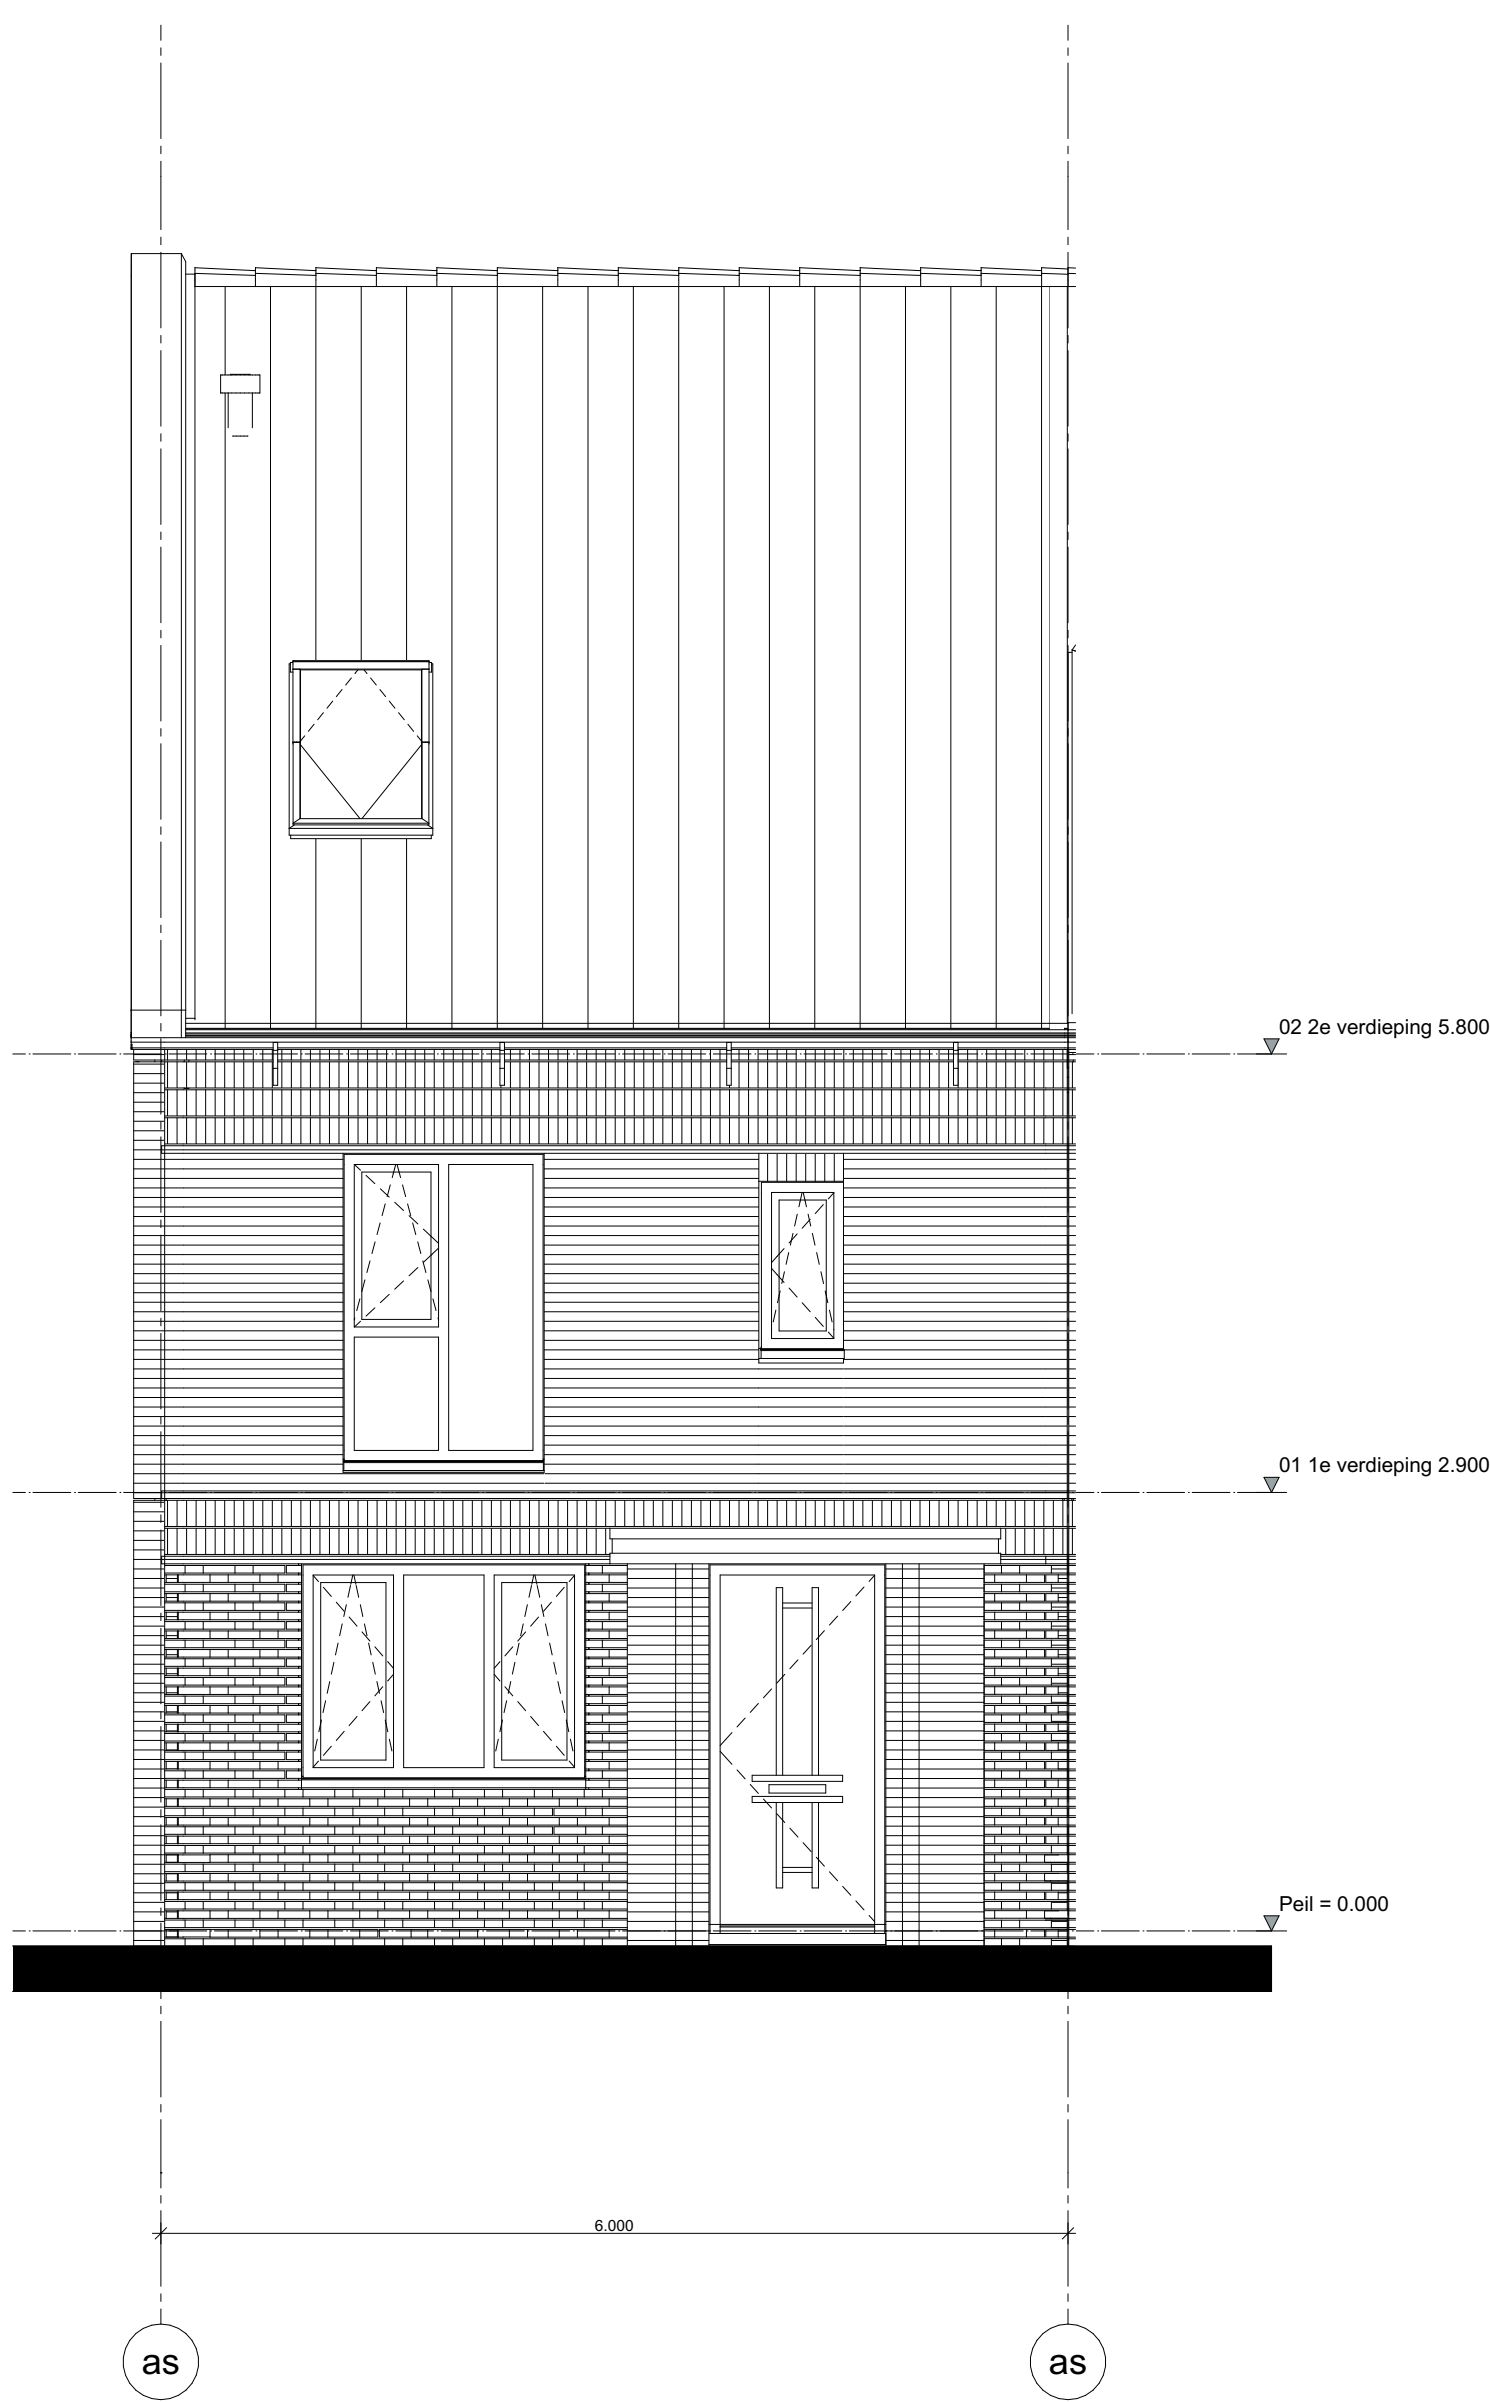 02 2e verdieping 5.800
01 1e verdieping 2.900
Peil = 0.000
6.000
as
as